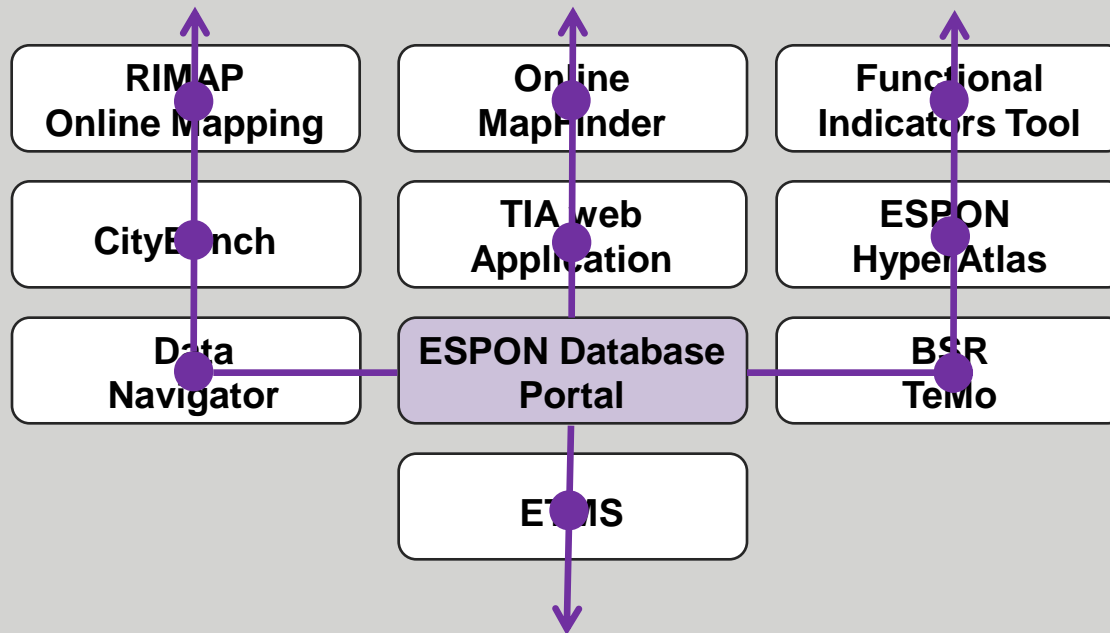 RIMAP
Online Mapping
Online
MapFinder
Functional
Indicators Tool
CityBench
TIA web
Application
ESPON
HyperAtlas
Data
Navigator
ESPON Database
Portal
BSR
TeMo
ETMS